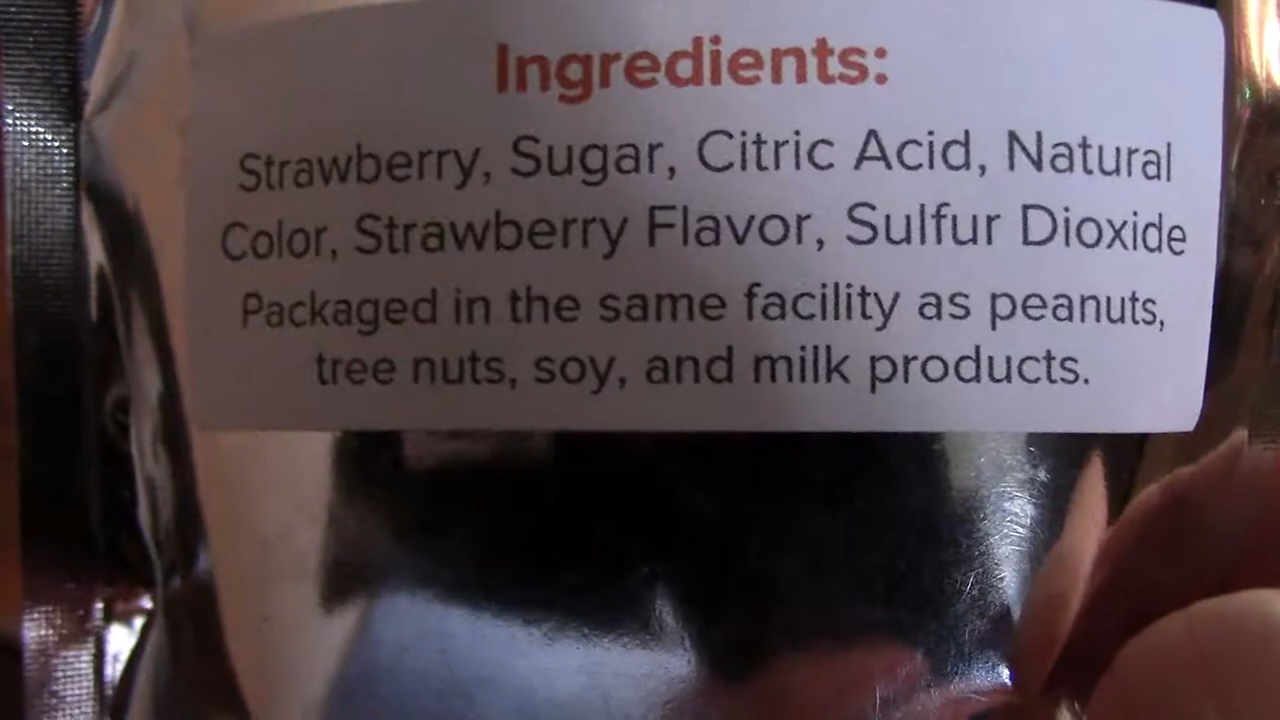 Ingredients:
Strawberry, Sugar, Citric Acid, Natural
Color, Strawberry Flavor, Sulfur Dioxide
Packaged in the same facility as peanuts,
tree nuts, soy, and milk products.